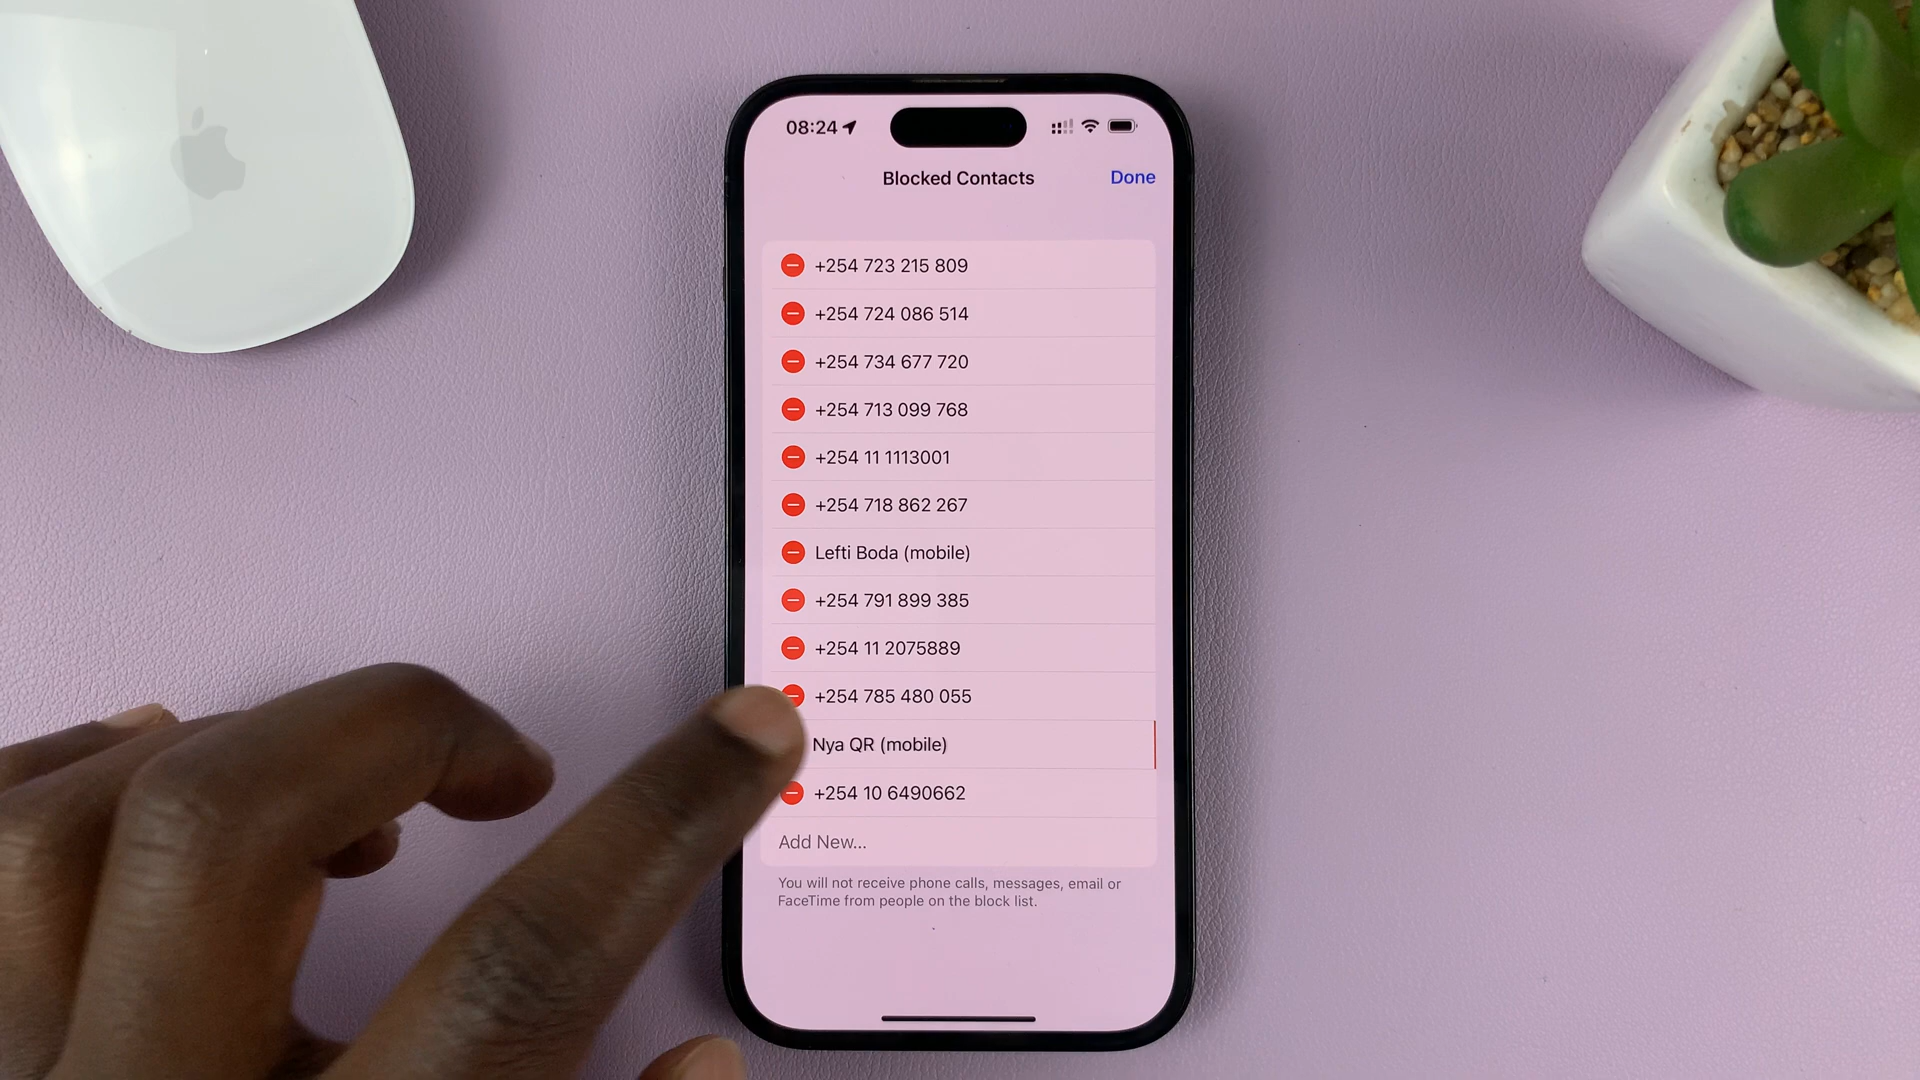 08:24
Blocked Contacts
Done
+254 723 215 809
+254 724 086 514
+254 734 677 720
+254 713 099 768
+254 11 1113001
+254 718 862 267
Lefti Boda (mobile)
+254 791 899 385
+254 11 2075889
+254 785 480 055
Nya QR (mobile)
+254 10 6490662
Add New...
You will not receive phone calls, messages, email or
FaceTime from people on the block list.